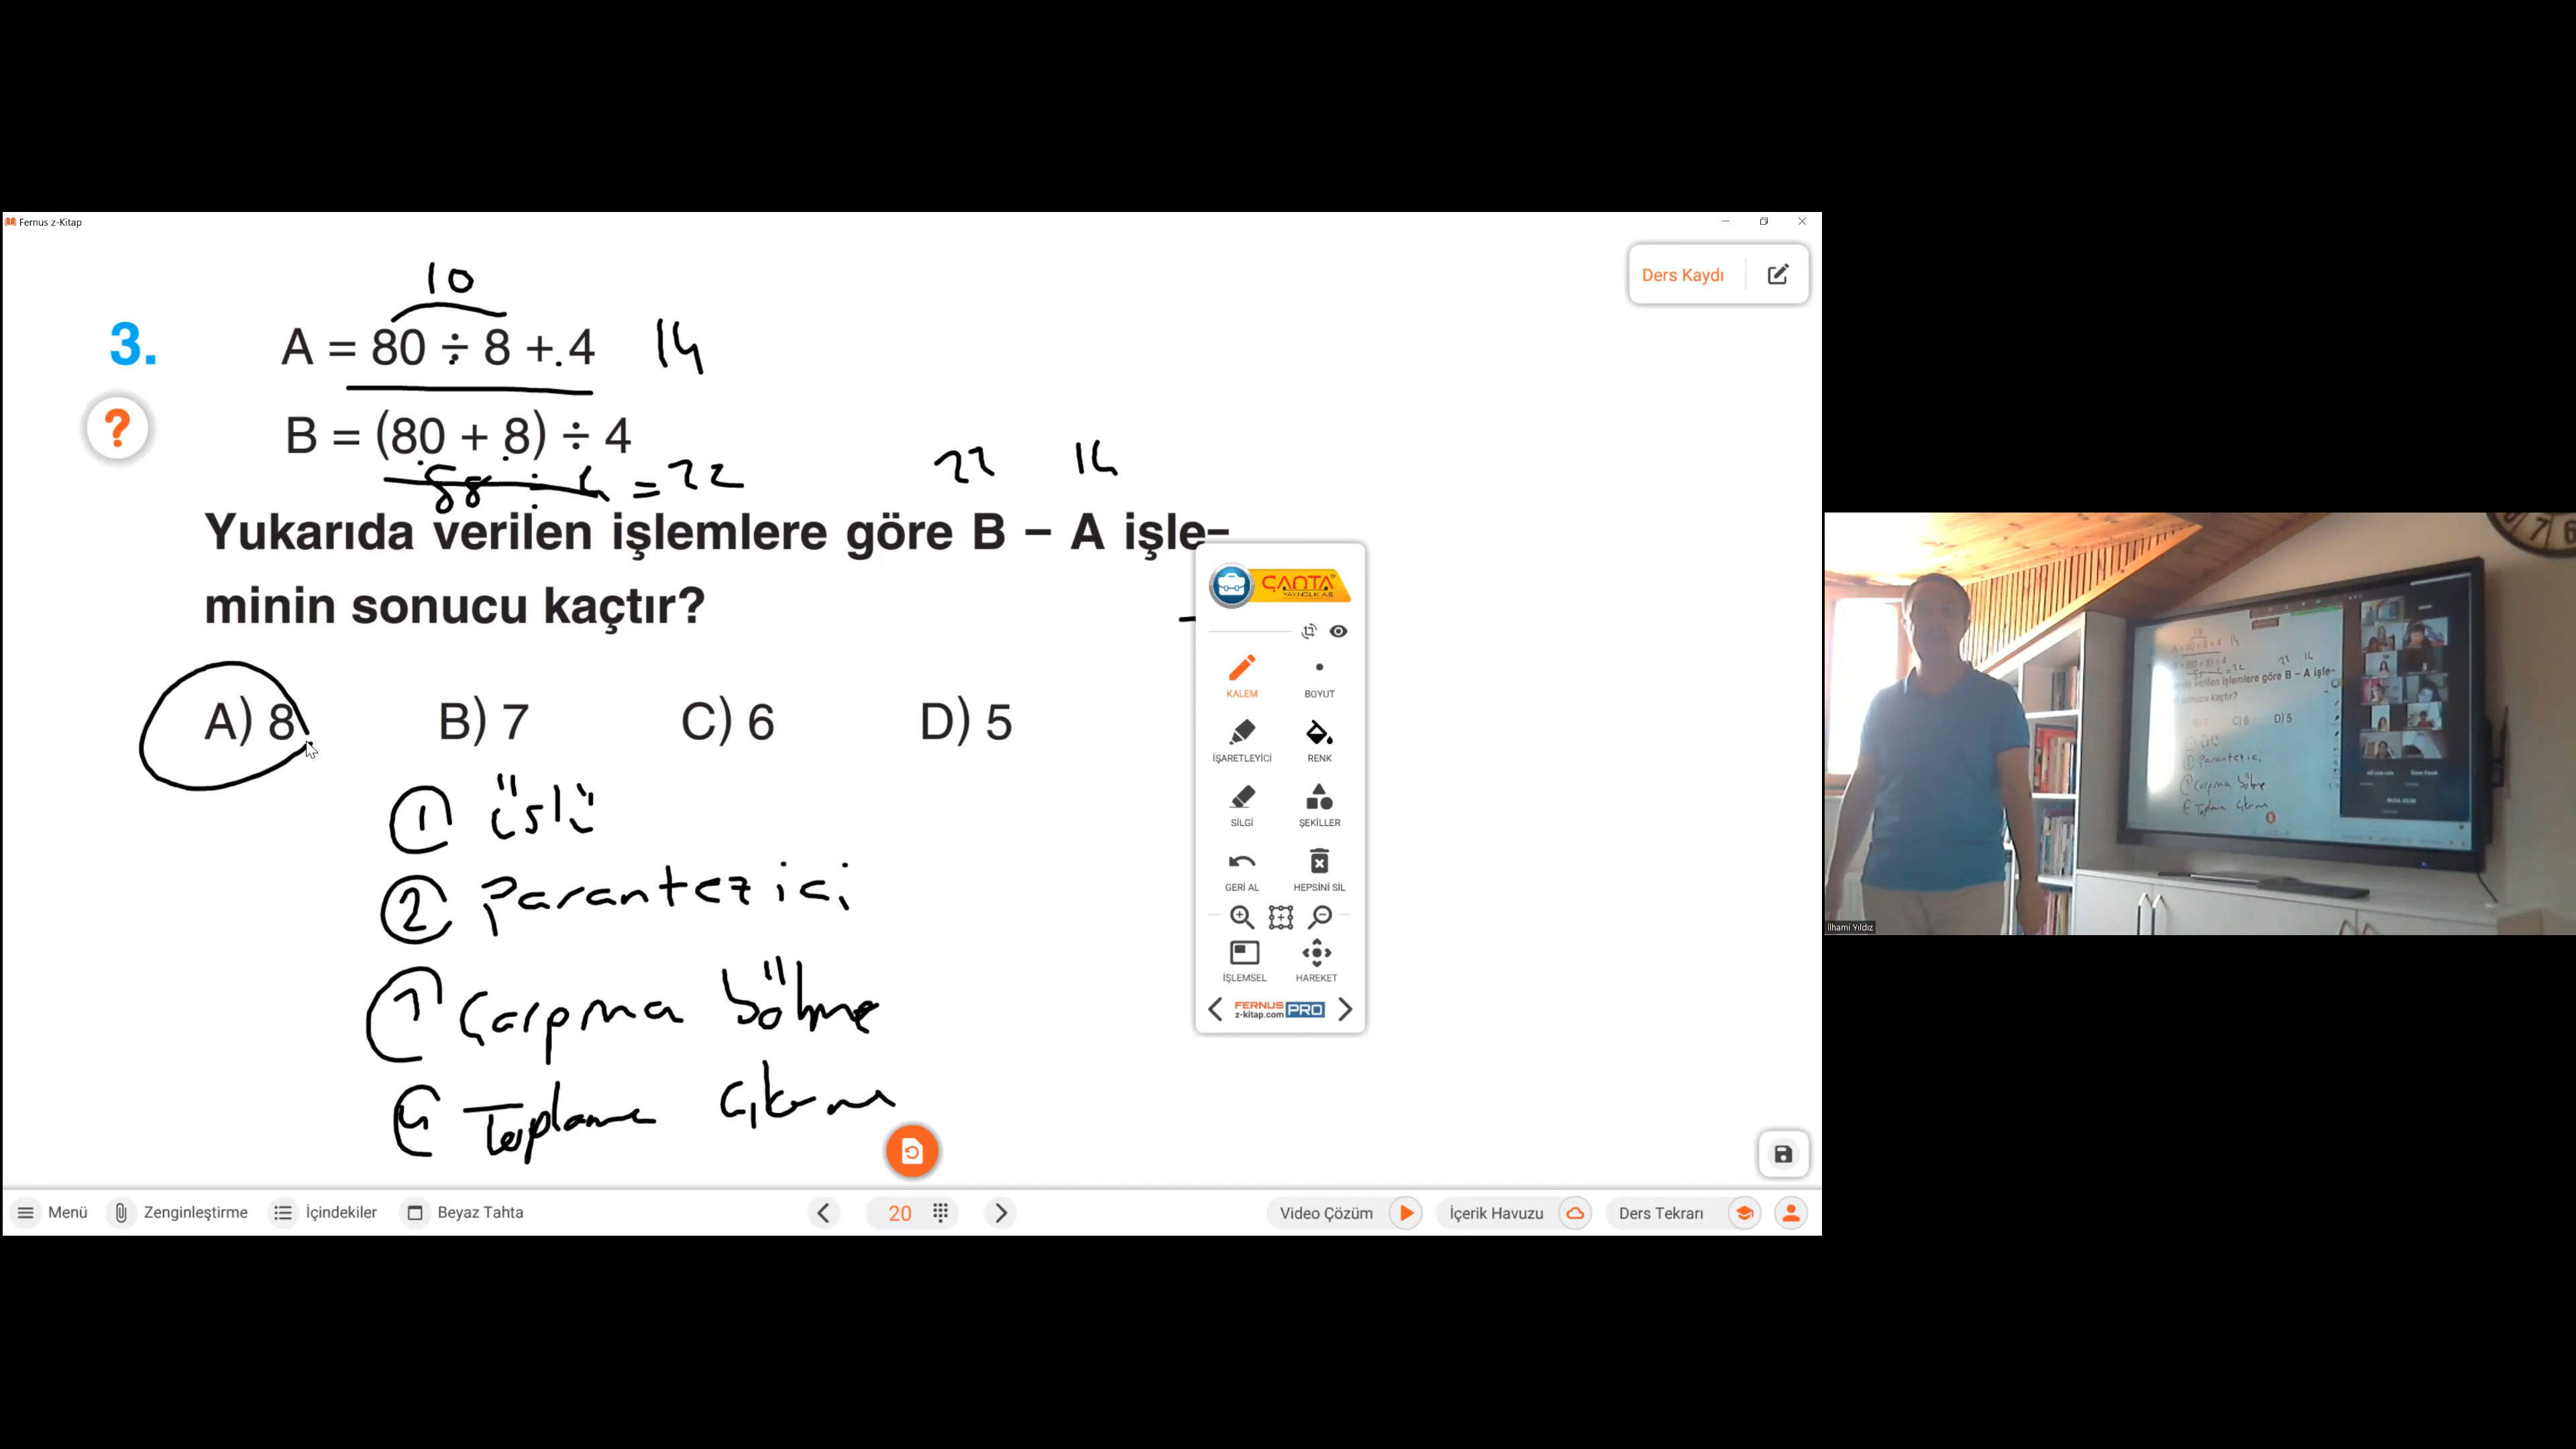 Fernus z-Kitap
Ders Kaydı
10
3. A = 80 ÷ 8 + 4 14
B = (80 + 8) ÷ 4
88 ÷ 4 = 22 22 14
Yukarıda verilen işlemlere göre B – A işle-
minin sonucu kaçtır?
A) 8 B) 7 C) 6 D) 5
1 üslü
2 Parantez içi
3 Çarpma bölme
4 Toplama Çıkarma
ÇANTA
YAYINCILIK A.Ş.
KALEM BOYUT
İŞARETLEYİCİ RENK
SİLGİ ŞEKİLLER
GERİ AL HEPSİNİ SİL
İŞLEMSEL HAREKET
FERNUS PRO
z-kitap.com
İlhami Yıldız
Menü Zenginleştirme İçindekiler Beyaz Tahta 20 Video Çözüm İçerik Havuzu Ders Tekrarı